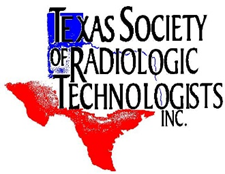 TEXAS SOCIETY
OF RADIOLOGIC
TECHNOLOGISTS
INC.